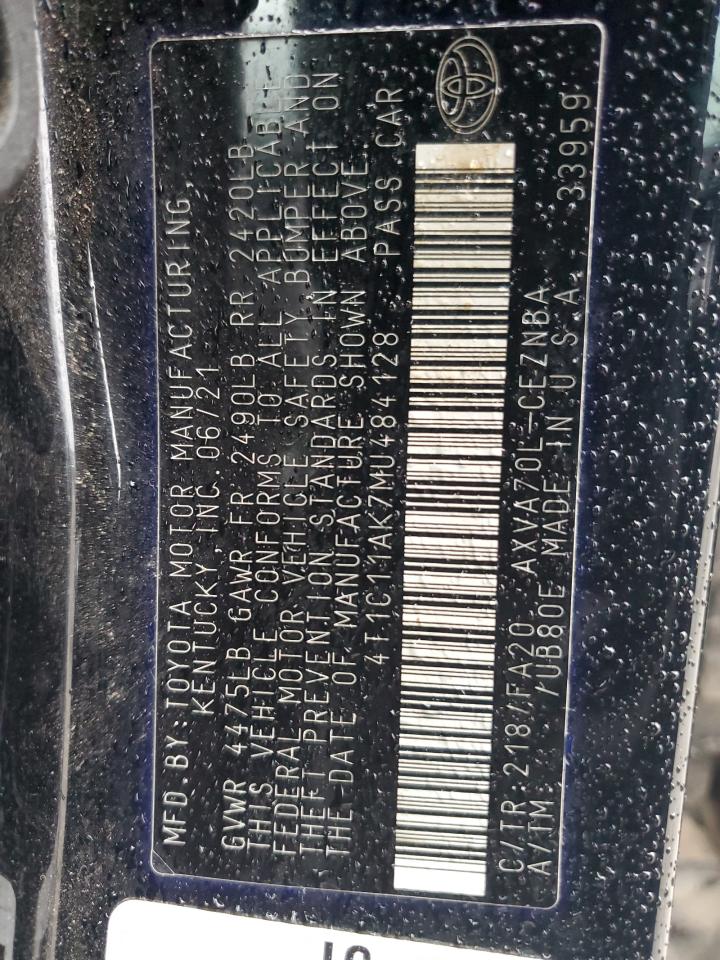 MFD.BY:TOYOTA MOTOR MANUFACTURING,
KENTUCKY, INC.06/21
GVWR 4475LB GAWR FR 2490LB RR 2420LB
THIS VEHICLE CONFORMS TO ALL APPLICABLE
FEDERAL MOTOR VEHICLE SAFETY, BUMPER AND
THEFT PREVENTION STANDARDS IN EFFECT ON
THE DATE OF MANUFACTURE SHOWN ABOVE.
4T1C11AK7MU484128 PASS CAR
C/TR:218/FA20 AXVA70L-CEZNBA
A/TM: /UB80E MADE IN U.S.A. 33959